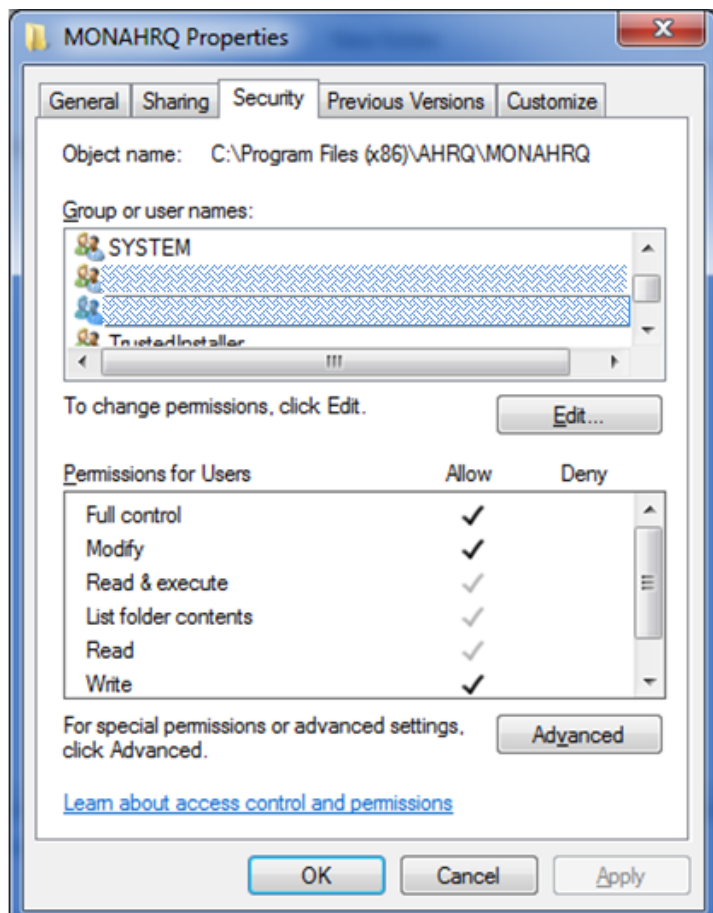 MONAHRQ Properties
General Sharing Security Previous Versions Customize
Object name: C:\Program Files (x86)\AHRQ\MONAHRQ
Group or user names:
SYSTEM
TrustedInstaller
To change permissions, click Edit.
Edit...
Permissions for Users Allow Deny
Full control
Modify
Read & execute
List folder contents
Read
Write
For special permissions or advanced settings,
click Advanced.
Advanced
Learn about access control and permissions
OK Cancel Apply